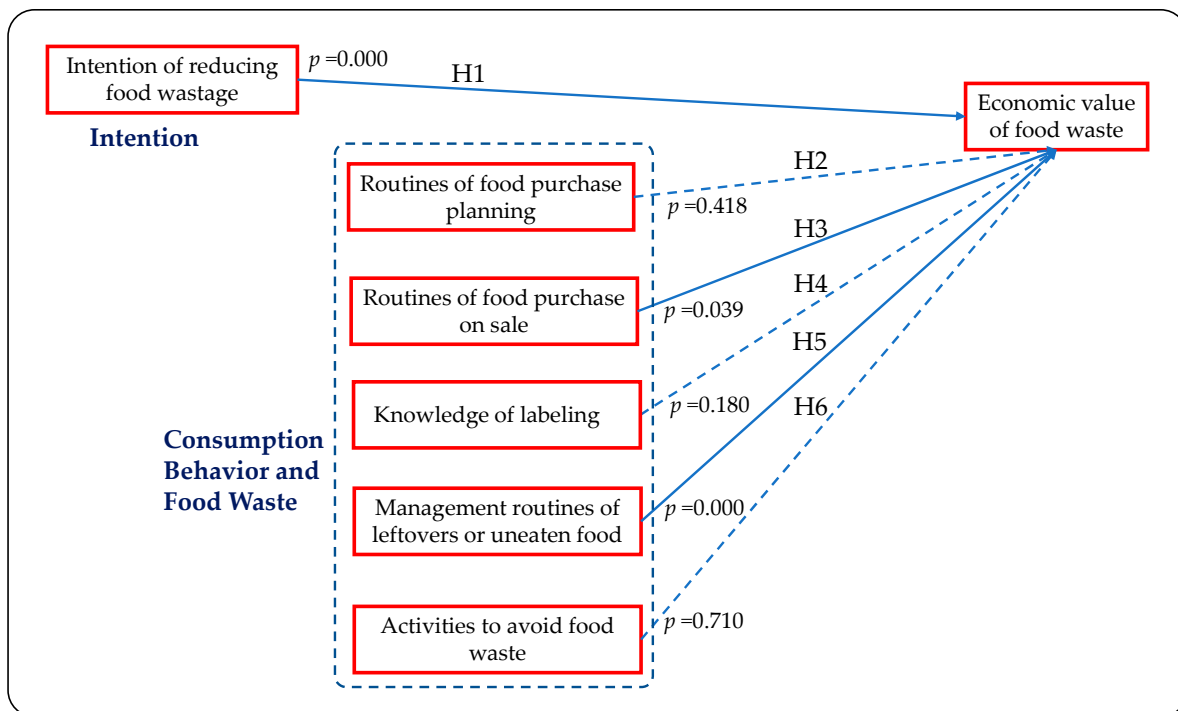 Intention of reducing
food wastage
p =0.000
H1
Economic value
of food waste
Intention
Routines of food purchase
planning
H2
p =0.418
H3
Routines of food purchase
on sale
p =0.039
H4
Knowledge of labeling
p =0.180
H5
H6
Consumption
Behavior and
Food Waste
Management routines of
leftovers or uneaten food
p =0.000
Activities to avoid food
waste
p =0.710